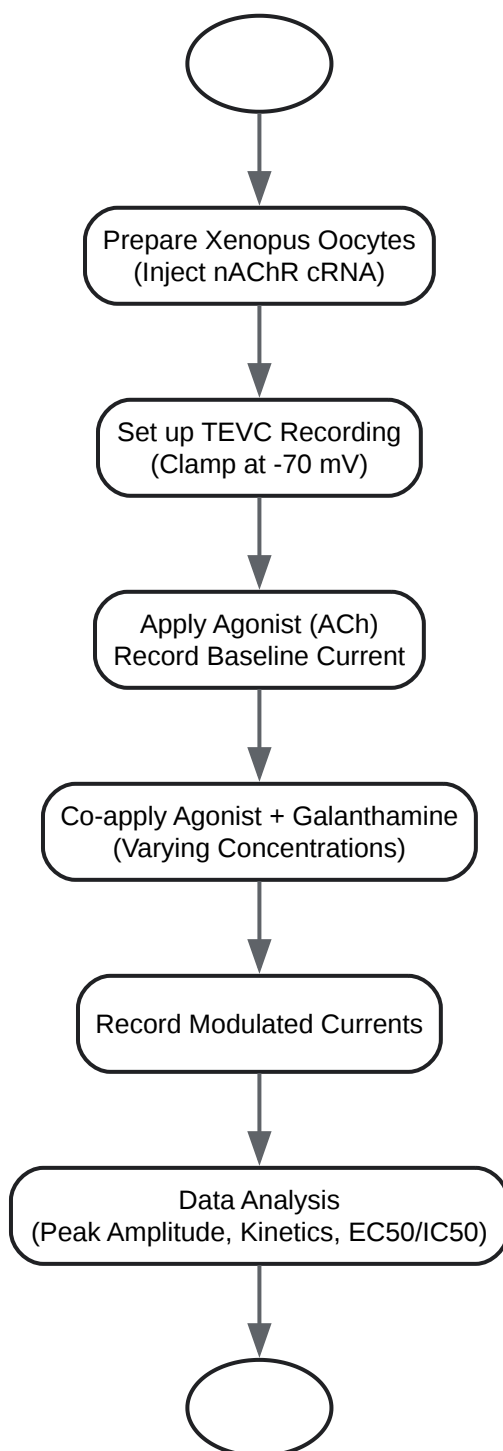 Prepare Xenopus Oocytes
(Inject nAChR cRNA)
Set up TEVC Recording
(Clamp at -70 mV)
Apply Agonist (ACh)
Record Baseline Current
Co-apply Agonist + Galanthamine
(Varying Concentrations)
Record Modulated Currents
Data Analysis
(Peak Amplitude, Kinetics, EC50/IC50)